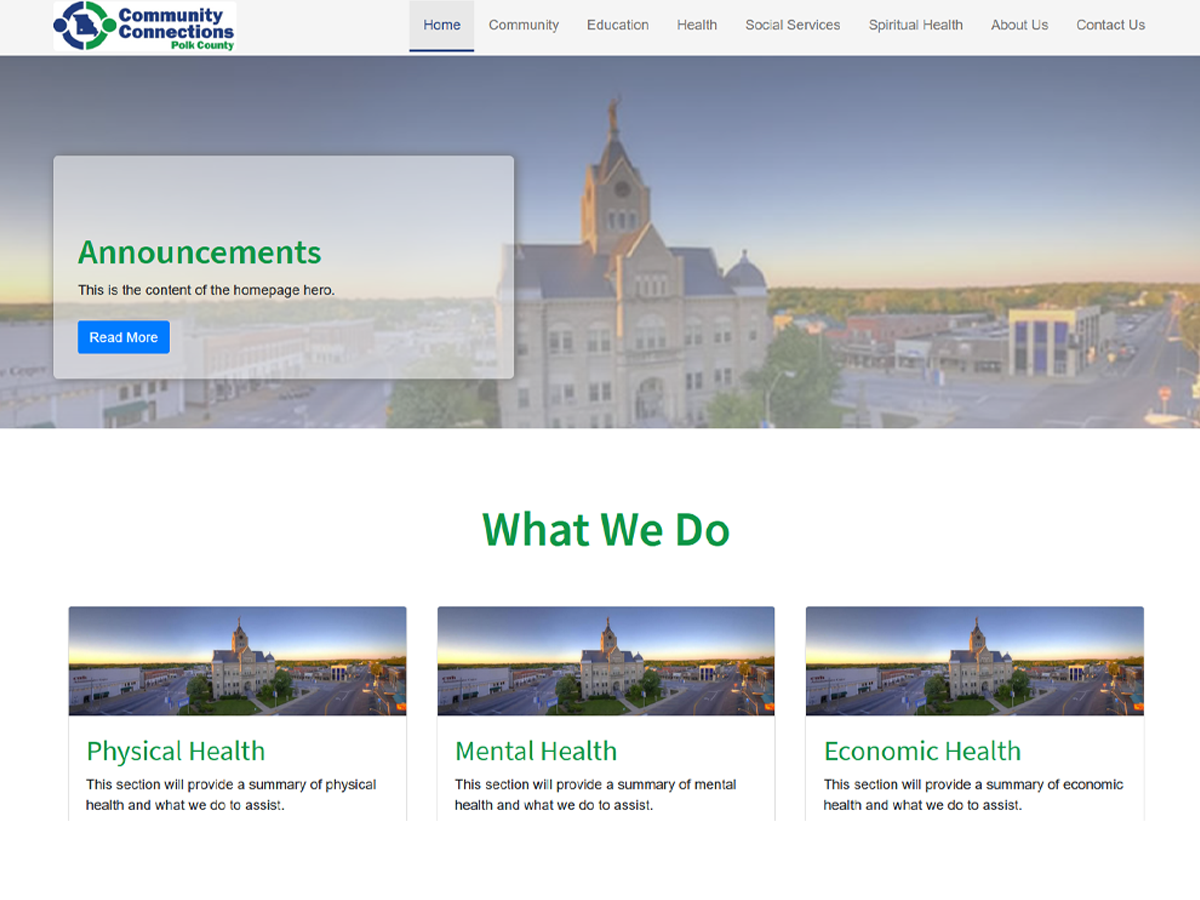 Community
Connections
Polk County
Home Community Education Health Social Services Spiritual Health About Us Contact Us
Announcements
This is the content of the homepage hero.
Read More
What We Do
Physical Health
This section will provide a summary of physical
health and what we do to assist.
Mental Health
This section will provide a summary of mental
health and what we do to assist.
Economic Health
This section will provide a summary of economic
health and what we do to assist.